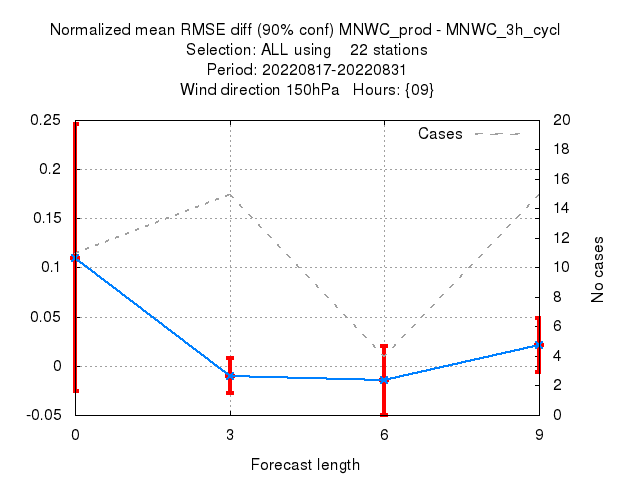 Normalized mean RMSE diff (90% conf) MNWC_prod - MNWC_3h_cycl
Selection: ALL using    22 stations
Period: 20220817-20220831
Wind direction 150hPa   Hours: {09}
Cases
0.25
0.2
0.15
0.1
0.05
0
-0.05
20
18
16
14
12
10
8
6
4
2
0
No cases
0 3 6 9
Forecast length